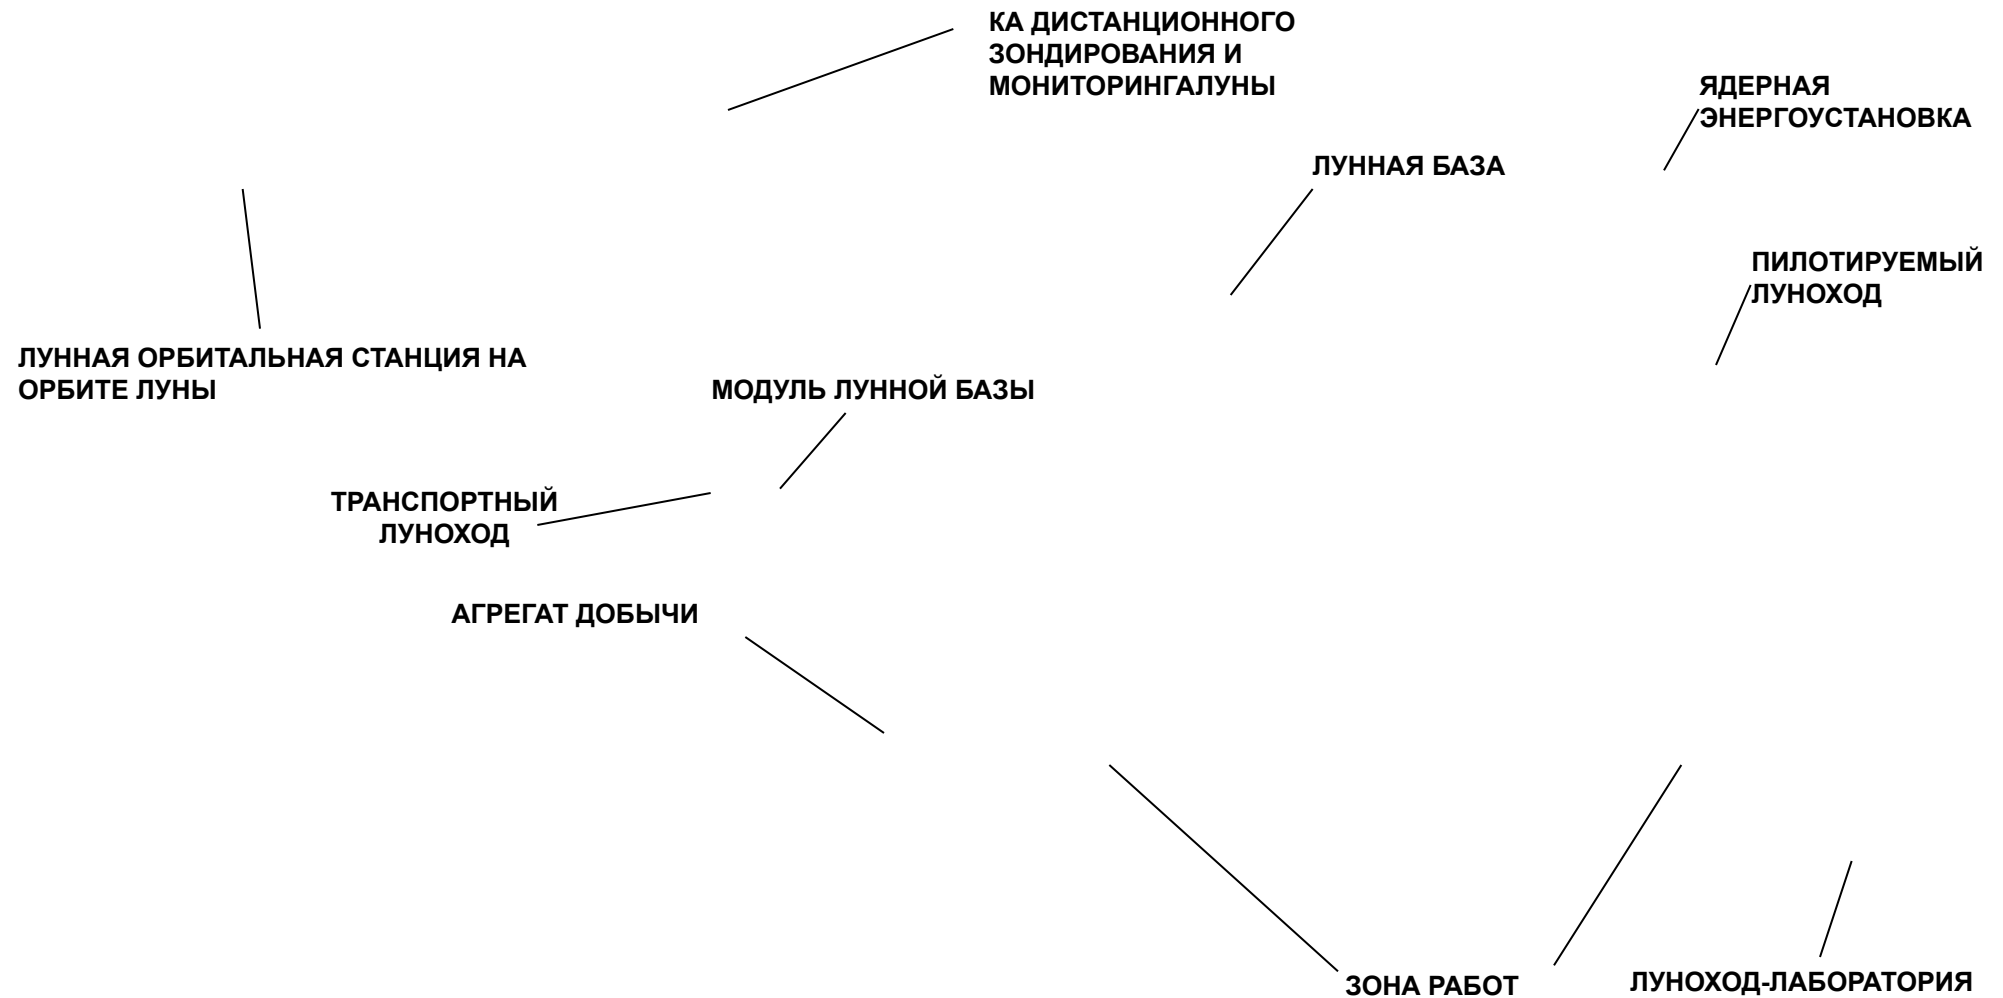 КА ДИСТАНЦИОННОГО
ЗОНДИРОВАНИЯ И
МОНИТОРИНГАЛУНЫ
ЯДЕРНАЯ
ЭНЕРГОУСТАНОВКА
ЛУННАЯ БАЗА
ПИЛОТИРУЕМЫЙ
ЛУНОХОД
ЛУННАЯ ОРБИТАЛЬНАЯ СТАНЦИЯ НА
ОРБИТЕ ЛУНЫ
МОДУЛЬ ЛУННОЙ БАЗЫ
ТРАНСПОРТНЫЙ
ЛУНОХОД
АГРЕГАТ ДОБЫЧИ
ЗОНА РАБОТ
ЛУНОХОД-ЛАБОРАТОРИЯ